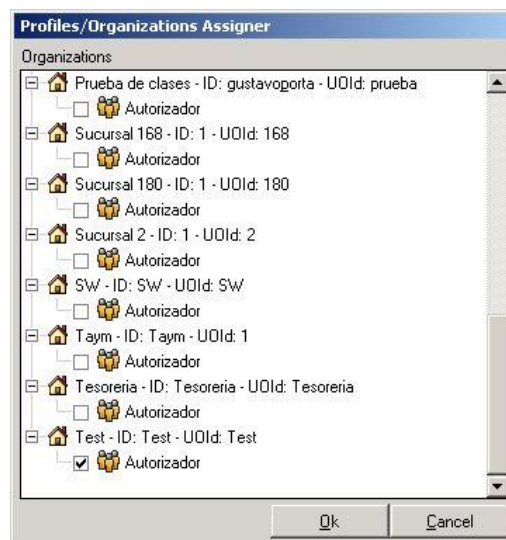 Profiles/Organizations Assigner
Organizations
Prueba de clases - ID: gustavoporta - UOId: prueba
Autorizador
Sucursal 168 - ID: 1 - UOId: 168
Autorizador
Sucursal 180 - ID: 1 - UOId: 180
Autorizador
Sucursal 2 - ID: 1 - UOId: 2
Autorizador
SW - ID: SW - UOId: SW
Autorizador
Taym - ID: Taym - UOId: 1
Autorizador
Tesoreria - ID: Tesoreria - UOId: Tesoreria
Autorizador
Test - ID: Test - UOId: Test
Autorizador
Ok Cancel